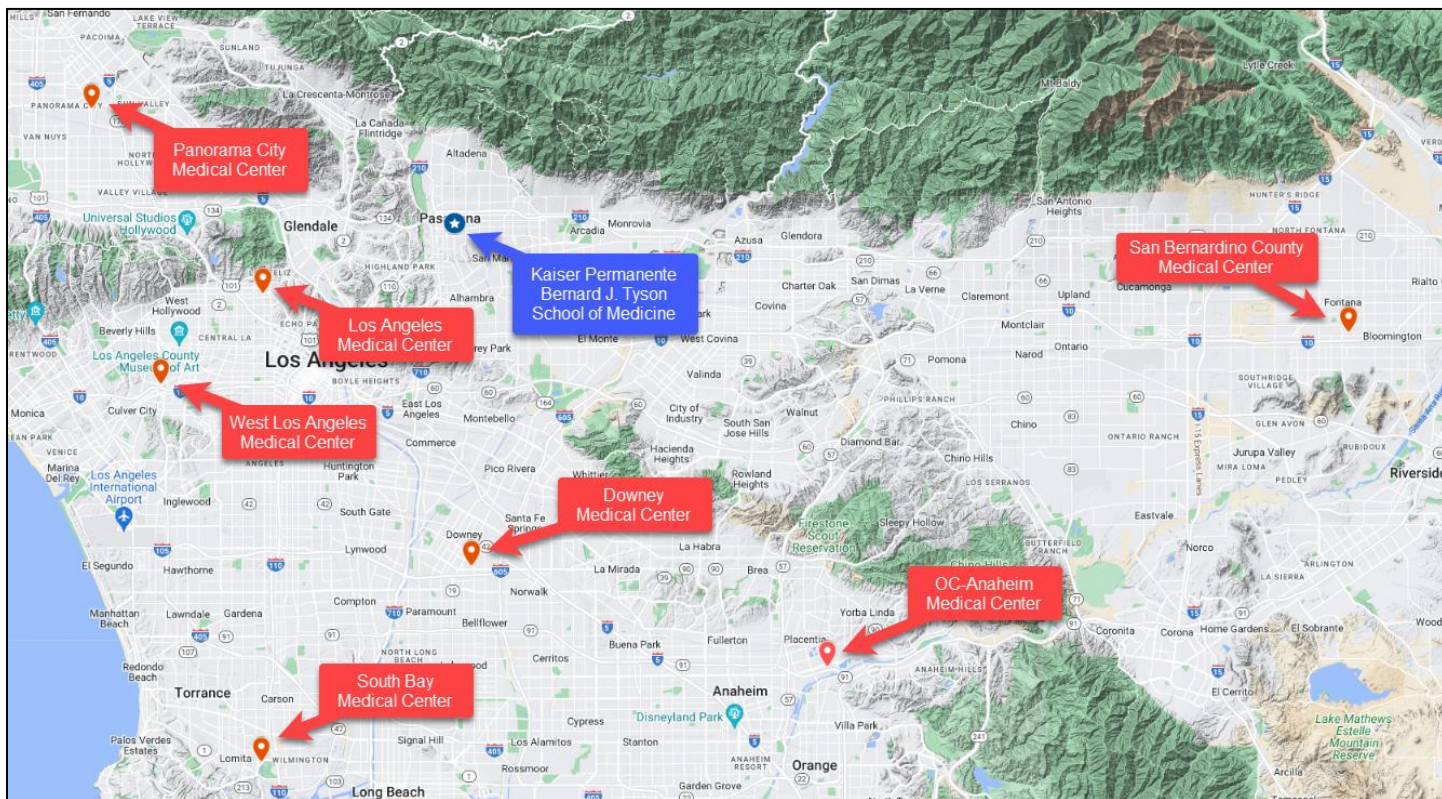 LAKE VIEW
TERRACE
San Fernando
PACOIMA
SUNLAND
TUJUNGA
La Crescenta-Montrose
La Cañada
Flintridge
Altadena
Mt Baldy
Lytle Creek
PANORAMA CITY
SUN VALLEY
VAN NUYS
Panorama City
Medical Center
VALLEY VILLAGE
Universal Studios
Hollywood
Glendale
Pasadena
Arcadia
Monrovia
Azusa
Glendora
San Antonio
Heights
HUNTER'S RIDGE
NORTH FONTANA
San Bernardino County
Medical Center
Kaiser Permanente
Bernard J. Tyson
School of Medicine
HIGHLAND PARK
Alhambra
West
Hollywood
Beverly Hills
CENTRAL LA
ECHO PARK
Los Angeles
Medical Center
Charter Oak
San Dimas
La Verne
Claremont
Upland
Cucamonga
Fontana
Rialto
Bloomington
Covina
El Monte
West Covina
Montclair
Ontario
Narod
Pomona
Los Angeles County
Museum of Art
Los Angeles
BOYLE HEIGHTS
East Los
Angeles
Montebello
Valinda
City of
Industry
Walnut
PHILLIPS RANCH
SOUTHRIDGE
VILLAGE
Monica
Culver City
West Los Angeles
Medical Center
Commerce
South San
Jose Hills
Diamond Bar
Chino
ONTARIO RANCH
I-15 Express Lanes
GLEN AVON
RUBIDOUX
Jurupa Valley
MIRA LOMA
PEDLEY
Riverside
VENICE
Marina
Del Rey
Los Angeles
International
Airport
Inglewood
Huntington
Park
Pico Rivera
Whittier
Hacienda
Heights
Rowland
Heights
Chino Hills
LOS SERRANOS
South Gate
Downey
Santa Fe
Springs
Downey
Medical Center
La Habra
Firestone
Scout
Reservation
Sleepy Hollow
BUTTERFIELD
RANCH
Chino Hills
Eastvale
Norco
ARLINGTON
LA SIERRA
El Segundo
Hawthorne
Lynwood
La Mirada
Brea
OC-Anaheim
Medical Center
Norwalk
Manhattan
Beach
Lawndale
Gardena
Compton
Paramount
Bellflower
Yorba Linda
Placentia
Fullerton
Buena Park
Coronita
Corona
Home Gardens
El Sobrante
NORTH LONG
BEACH
Cerritos
Redondo
Beach
Torrance
Carson
South Bay
Medical Center
Anaheim
ANAHEIM HILLS
El Cerrito
Disneyland Park
Cypress
Stanton
Villa Park
Lake Mathews
Estelle
Mountain
Reserve
Palos Verdes
Estates
Lomita
WILMINGTON
Signal Hill
Los Alamitos
Rossmoor
ANAHEIM
RESORT
Orange
Garden Grove
Long Beach
Arcilla